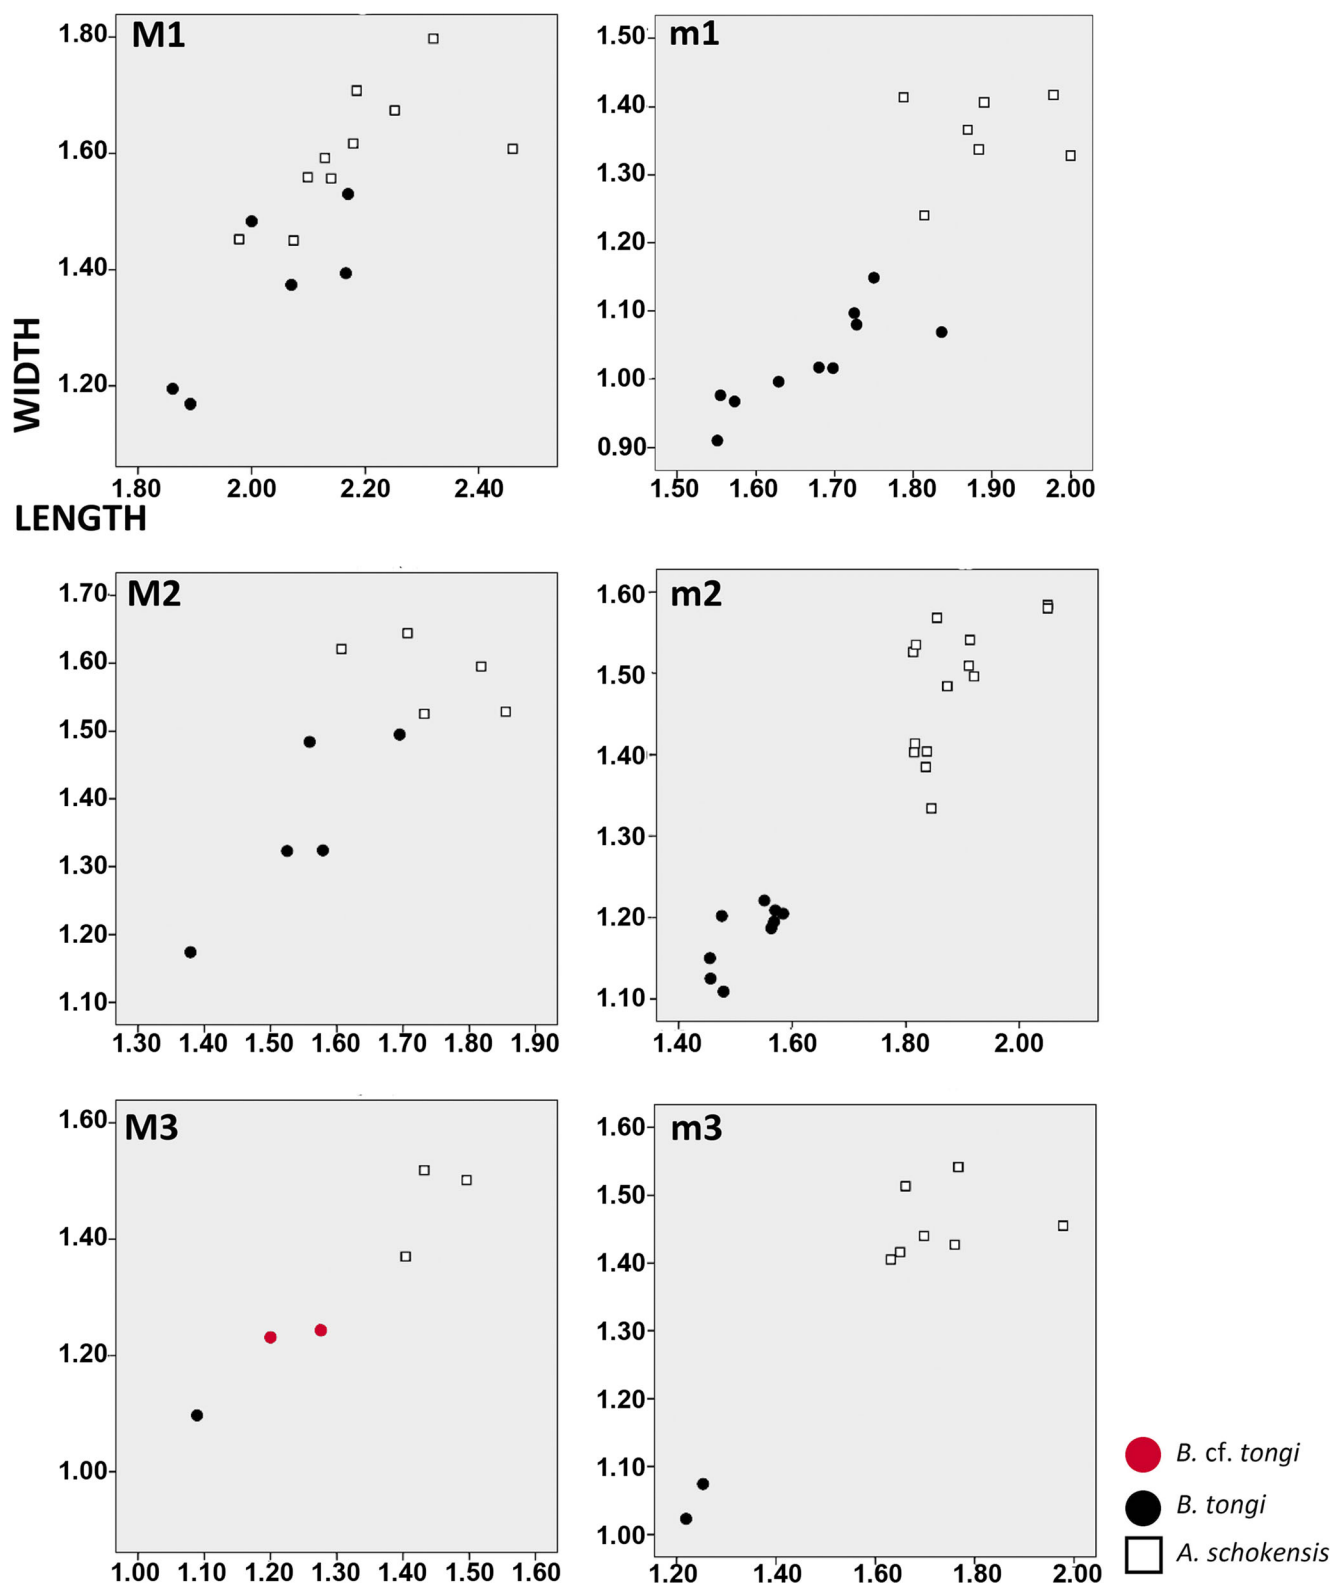 M1
1.80
1.60
1.40
1.20
1.80 2.00 2.20 2.40
WIDTH
LENGTH
m1
1.50
1.40
1.30
1.20
1.10
1.00
0.90
1.50 1.60 1.70 1.80 1.90 2.00
M2
1.70
1.60
1.50
1.40
1.30
1.20
1.10
1.30 1.40 1.50 1.60 1.70 1.80 1.90
m2
1.60
1.50
1.40
1.30
1.20
1.10
1.40 1.60 1.80 2.00
M3
1.60
1.40
1.20
1.00
1.00 1.10 1.20 1.30 1.40 1.50 1.60
m3
1.60
1.50
1.40
1.30
1.20
1.10
1.00
1.20 1.40 1.60 1.80 2.00
B. cf. tongi
B. tongi
A. schokensis